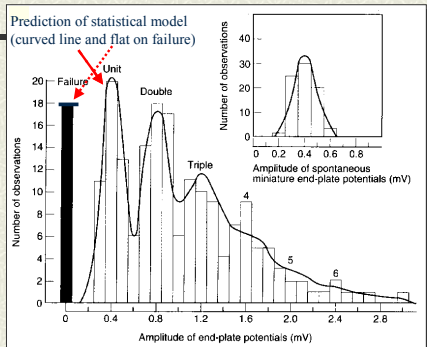 Prediction of statistical model
(curved line and flat on failure)
Unit
Failure
Double
Triple
4
5
6
20
18
16
14
12
10
8
6
4
2
0
Number of observations
0 0.4 0.8 1.2 1.6 2.0 2.4 2.8
Amplitude of end-plate potentials (mV)
40
30
20
10
0
Number of observations
0 0.2 0.4 0.6 0.8
Amplitude of spontaneous
miniature end-plate potentials (mV)